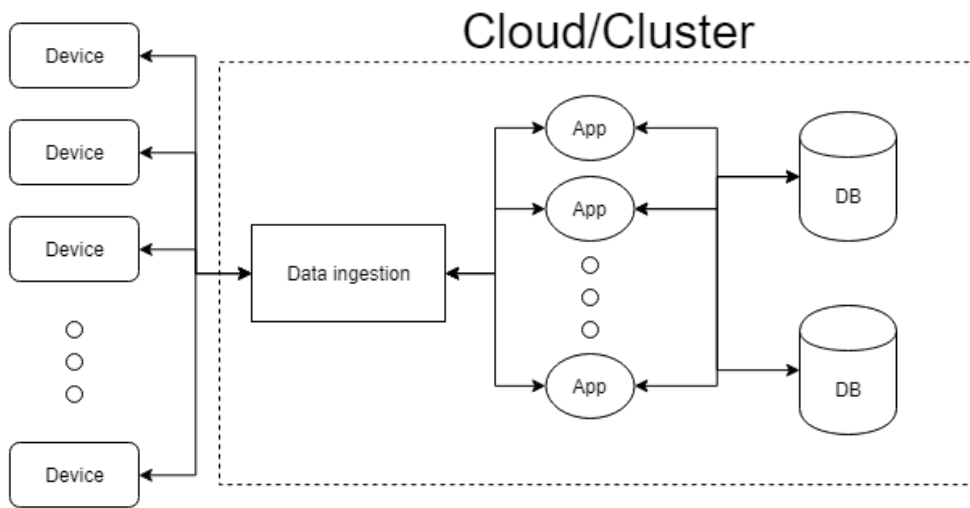 Cloud/Cluster
Device
Device
Device
Device
Data ingestion
App
App
App
DB
DB